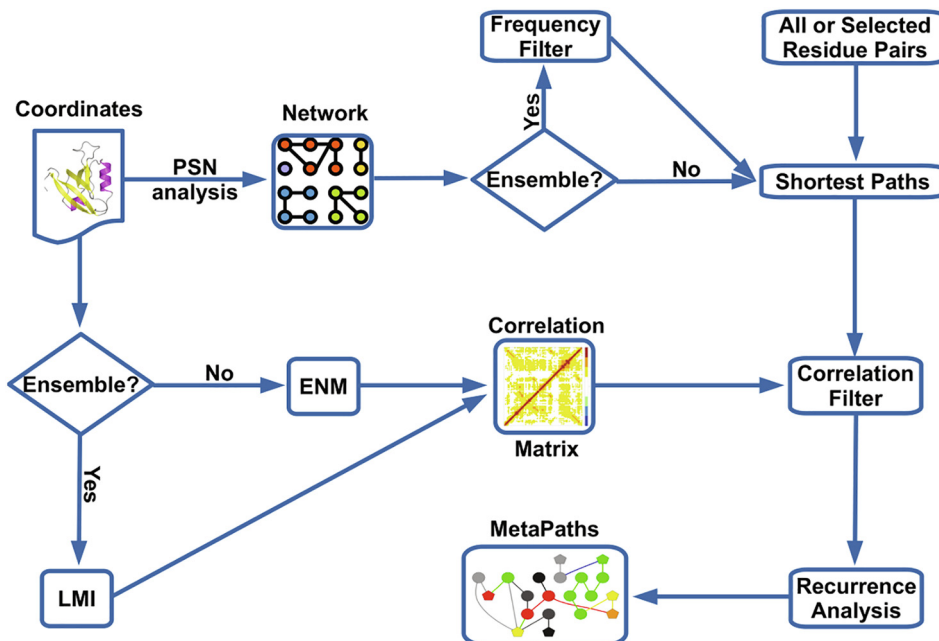 Frequency
Filter
All or Selected
Residue Pairs
Coordinates
Network
PSN
analysis
Yes
Ensemble?
No
Shortest Paths
Correlation
Matrix
Ensemble?
No
ENM
Correlation
Filter
Yes
MetaPaths
LMI
Recurrence
Analysis